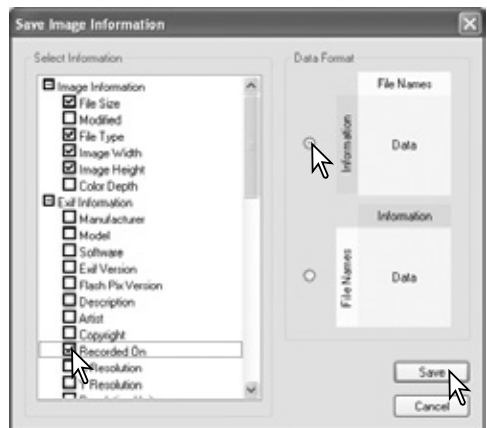 Save Image Information
Select Information
Image Information
File Size
Modified
File Type
Image Width
Image Height
Color Depth
Exif Information
Manufacturer
Model
Software
Exif Version
Flash Pix Version
Description
Artist
Copyright
Recorded On
Resolution
Resolution
Data Format
File Names
Information
Data
Information
File Names
Data
Save
Cancel